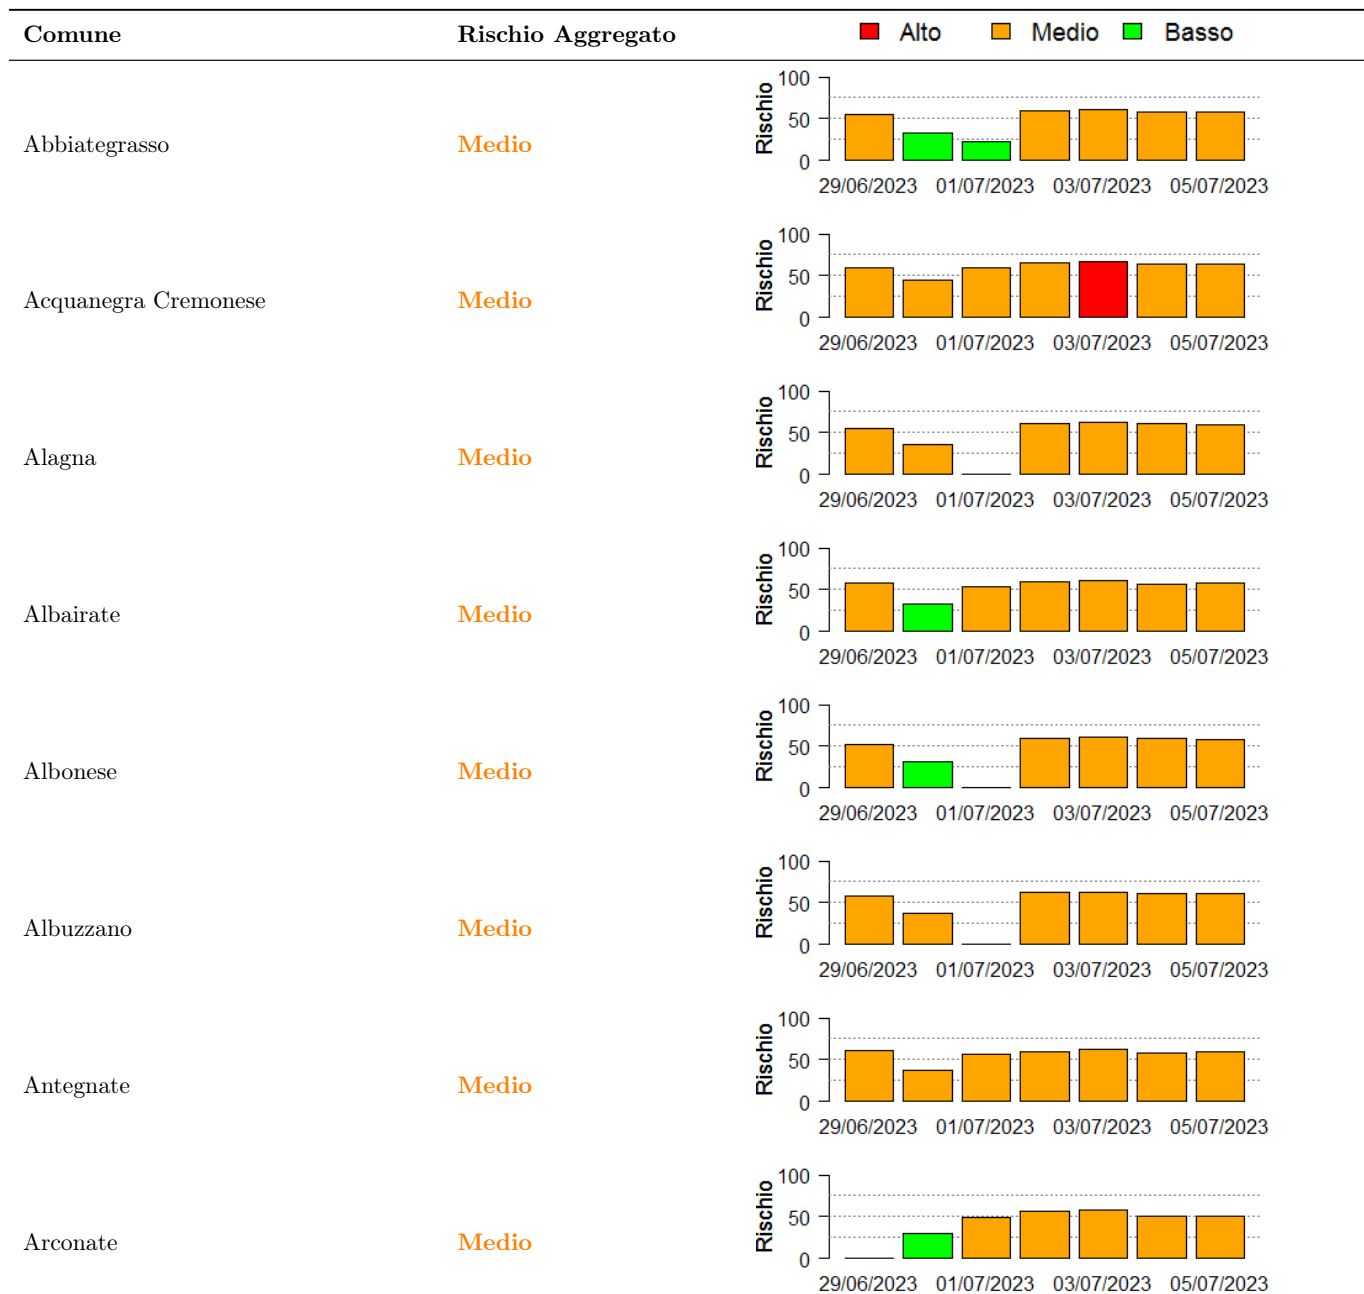 Comune Rischio Aggregato Alto Medio Basso
100
50
0
Rischio
29/06/2023 01/07/2023 03/07/2023 05/07/2023
Abbiategrasso Medio
100
50
0
Rischio
29/06/2023 01/07/2023 03/07/2023 05/07/2023
Acquanegra Cremonese Medio
100
50
0
Rischio
29/06/2023 01/07/2023 03/07/2023 05/07/2023
Alagna Medio
100
50
0
Rischio
29/06/2023 01/07/2023 03/07/2023 05/07/2023
Albairate Medio
100
50
0
Rischio
29/06/2023 01/07/2023 03/07/2023 05/07/2023
Albonese Medio
100
50
0
Rischio
29/06/2023 01/07/2023 03/07/2023 05/07/2023
Albuzzano Medio
100
50
0
Rischio
29/06/2023 01/07/2023 03/07/2023 05/07/2023
Antegnate Medio
100
50
0
Rischio
29/06/2023 01/07/2023 03/07/2023 05/07/2023
Arconate Medio